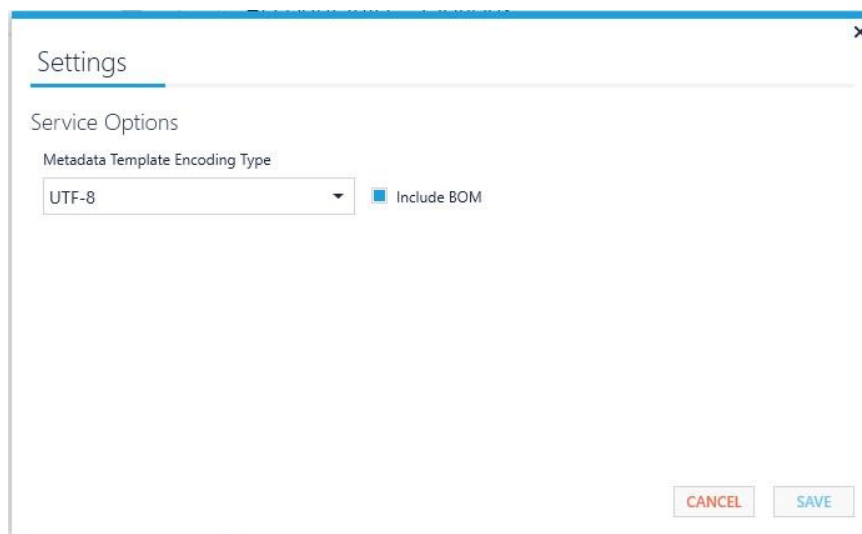 Settings
Service Options
Metadata Template Encoding Type
UTF-8
Include BOM
CANCEL
SAVE